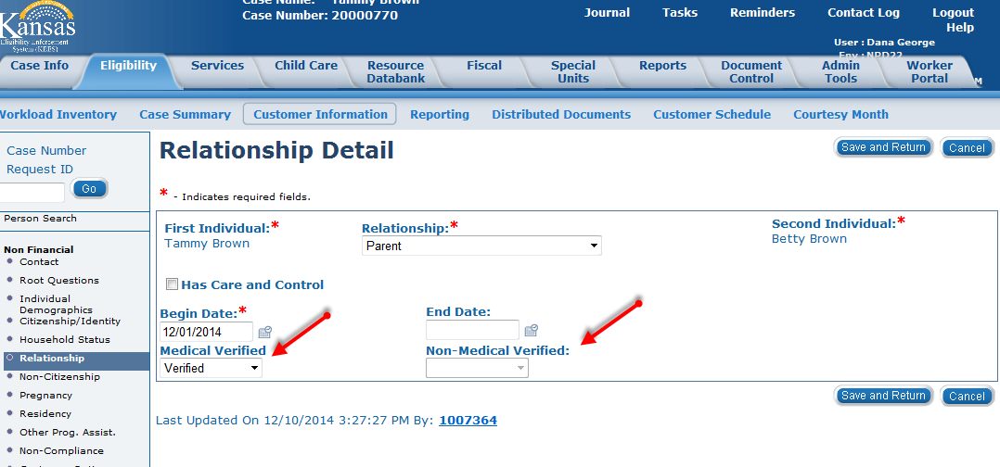 Case Name: Tammy Brown
Case Number: 20000770
Kansas
Eligibility Enforcement
System (KEES)
Journal Tasks Reminders Contact Log Logout
Help
User : Dana George
Env : NPD22
Case Info Eligibility Services Child Care Resource Databank Fiscal Special Units Reports Document Control Admin Tools Worker Portal
M
Workload Inventory Case Summary Customer Information Reporting Distributed Documents Customer Schedule Courtesy Month
Case Number
Request ID
Go
Person Search
Non Financial
Contact
Root Questions
Individual
Demographics
Citizenship/Identity
Household Status
Relationship
Non-Citizenship
Pregnancy
Residency
Other Prog. Assist.
Non-Compliance
Relationship Detail
Save and Return Cancel
* - Indicates required fields.
First Individual:* Relationship:* Second Individual:*
Tammy Brown Parent Betty Brown
Has Care and Control
Begin Date:* End Date:
12/01/2014
Medical Verified Non-Medical Verified:
Verified
Save and Return Cancel
Last Updated On 12/10/2014 3:27:27 PM By: 1007364